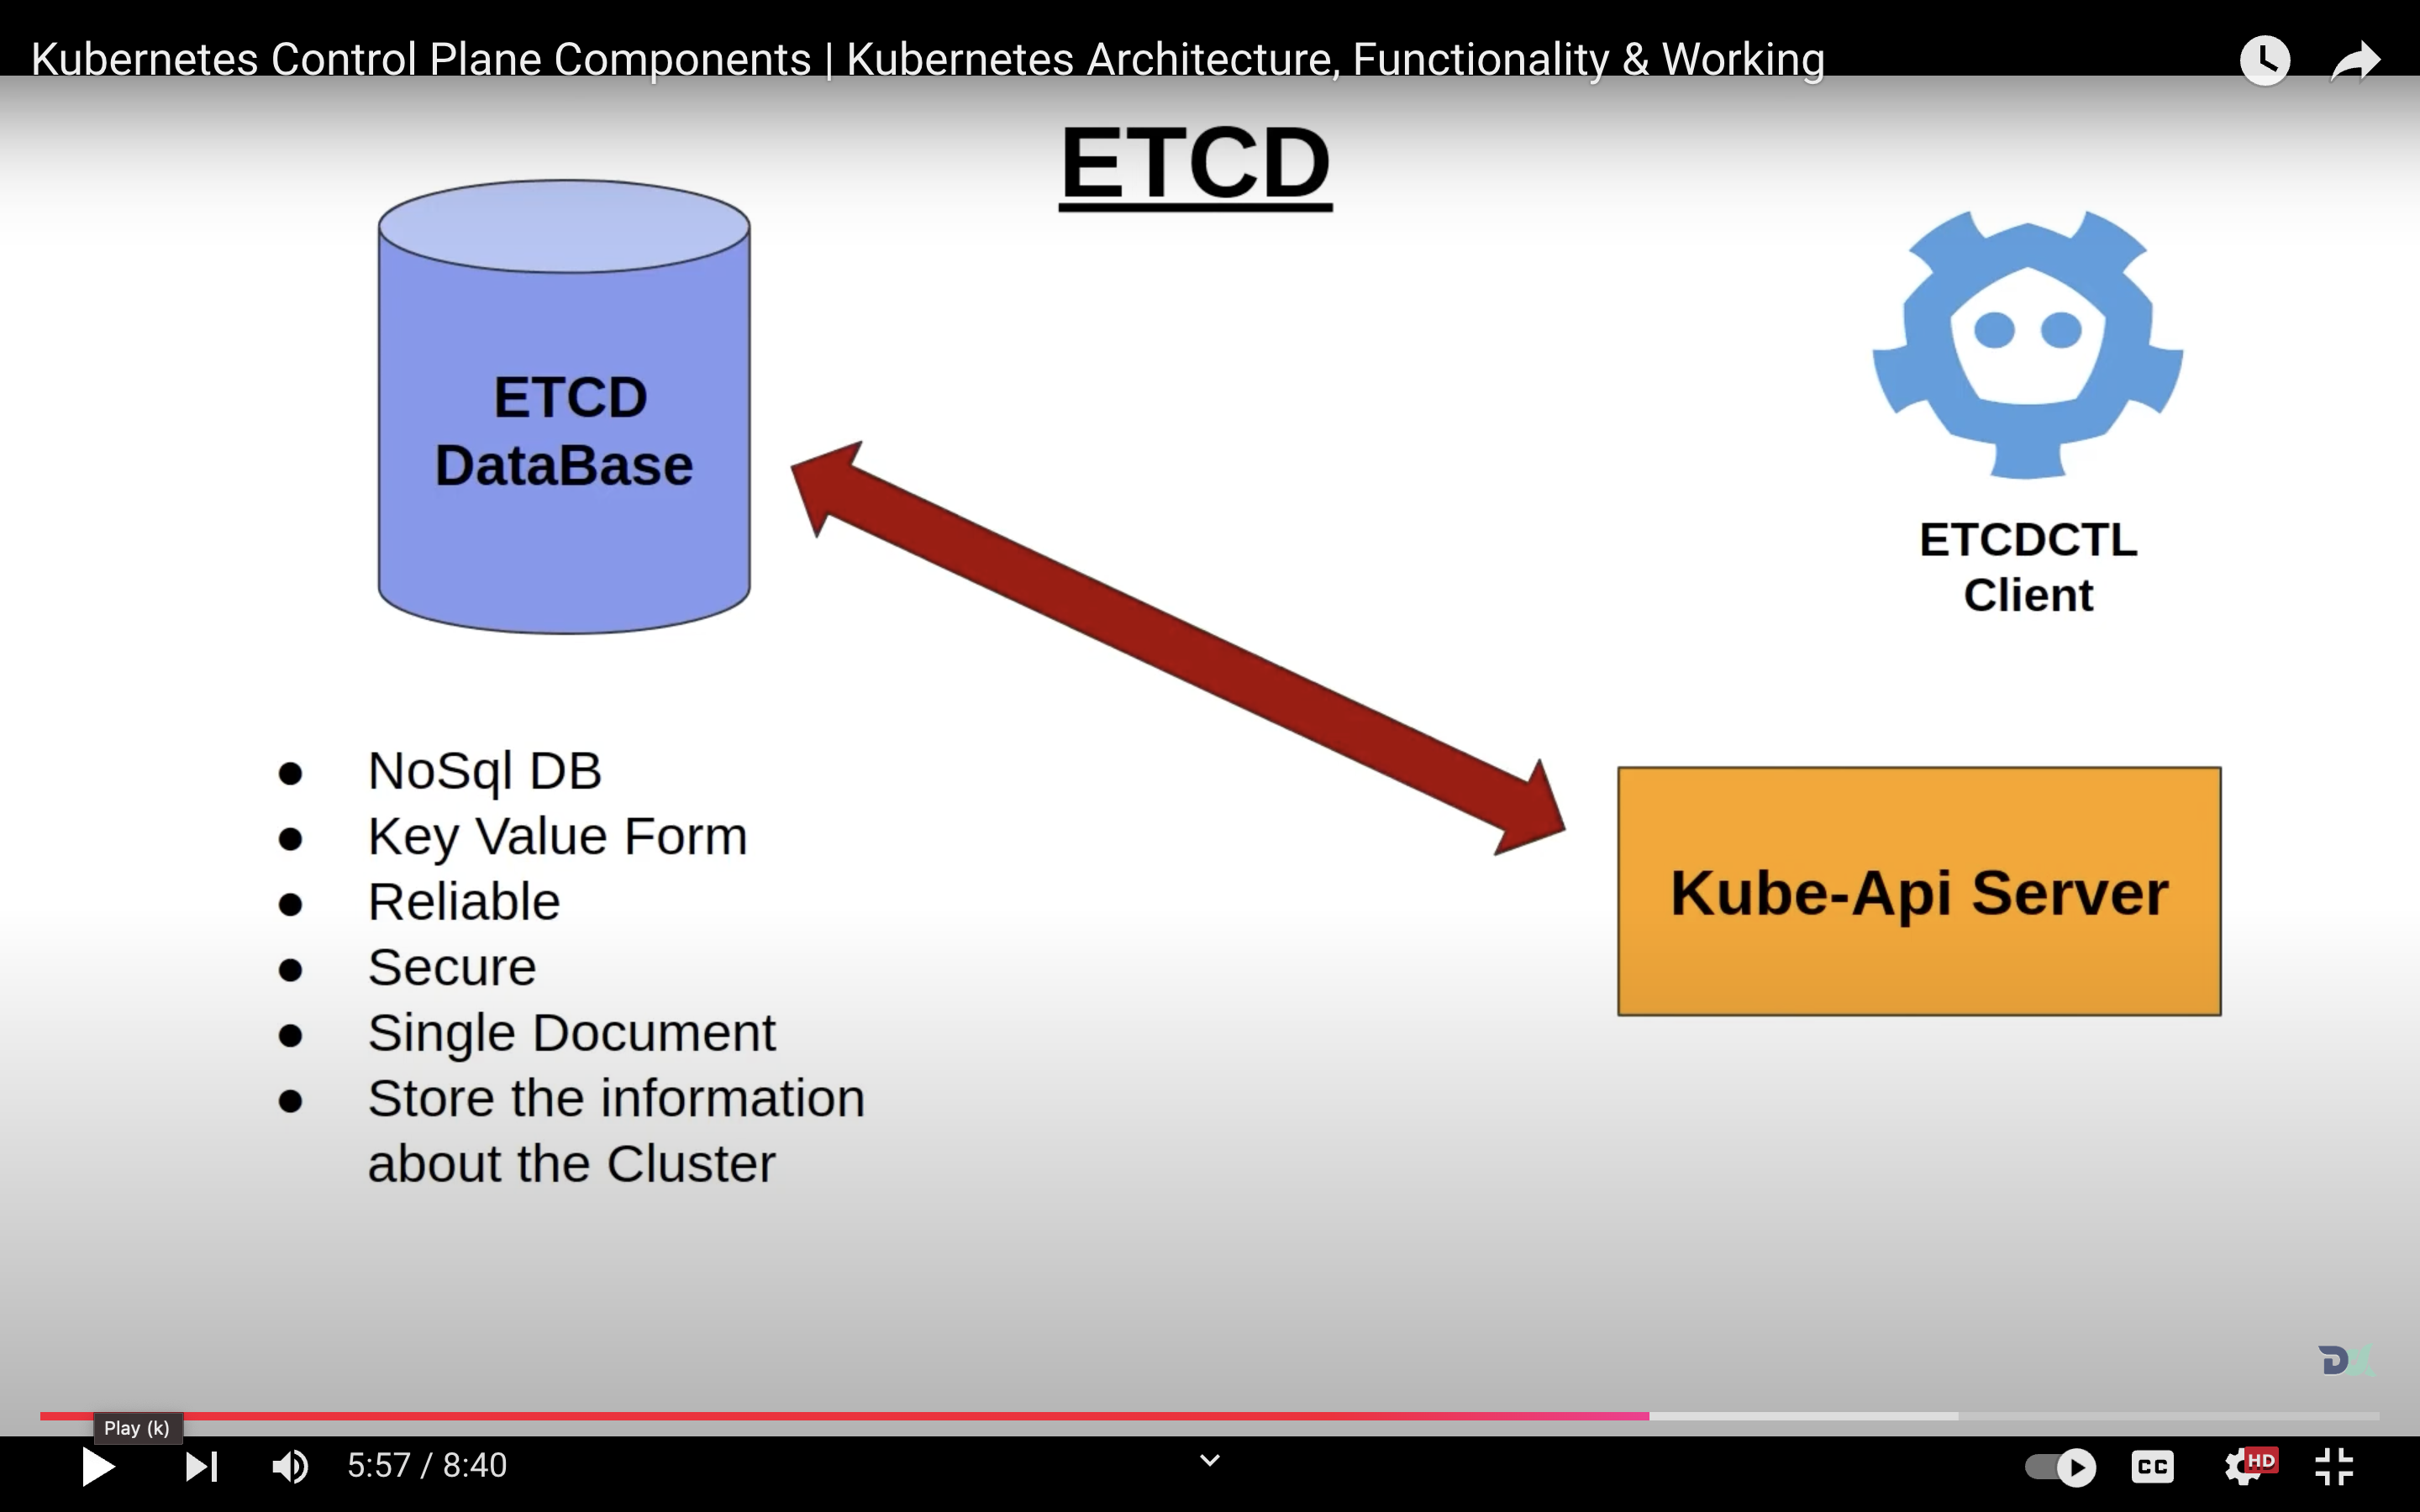 Kubernetes Control Plane Components | Kubernetes Architecture, Functionality & Working
ETCD
ETCD
DataBase
ETCDCTL
Client
● NoSql DB
● Key Value Form
● Reliable
● Secure
● Single Document
● Store the information
about the Cluster
Kube-Api Server
DX
Play (k)
5:57 / 8:40
CC
HD